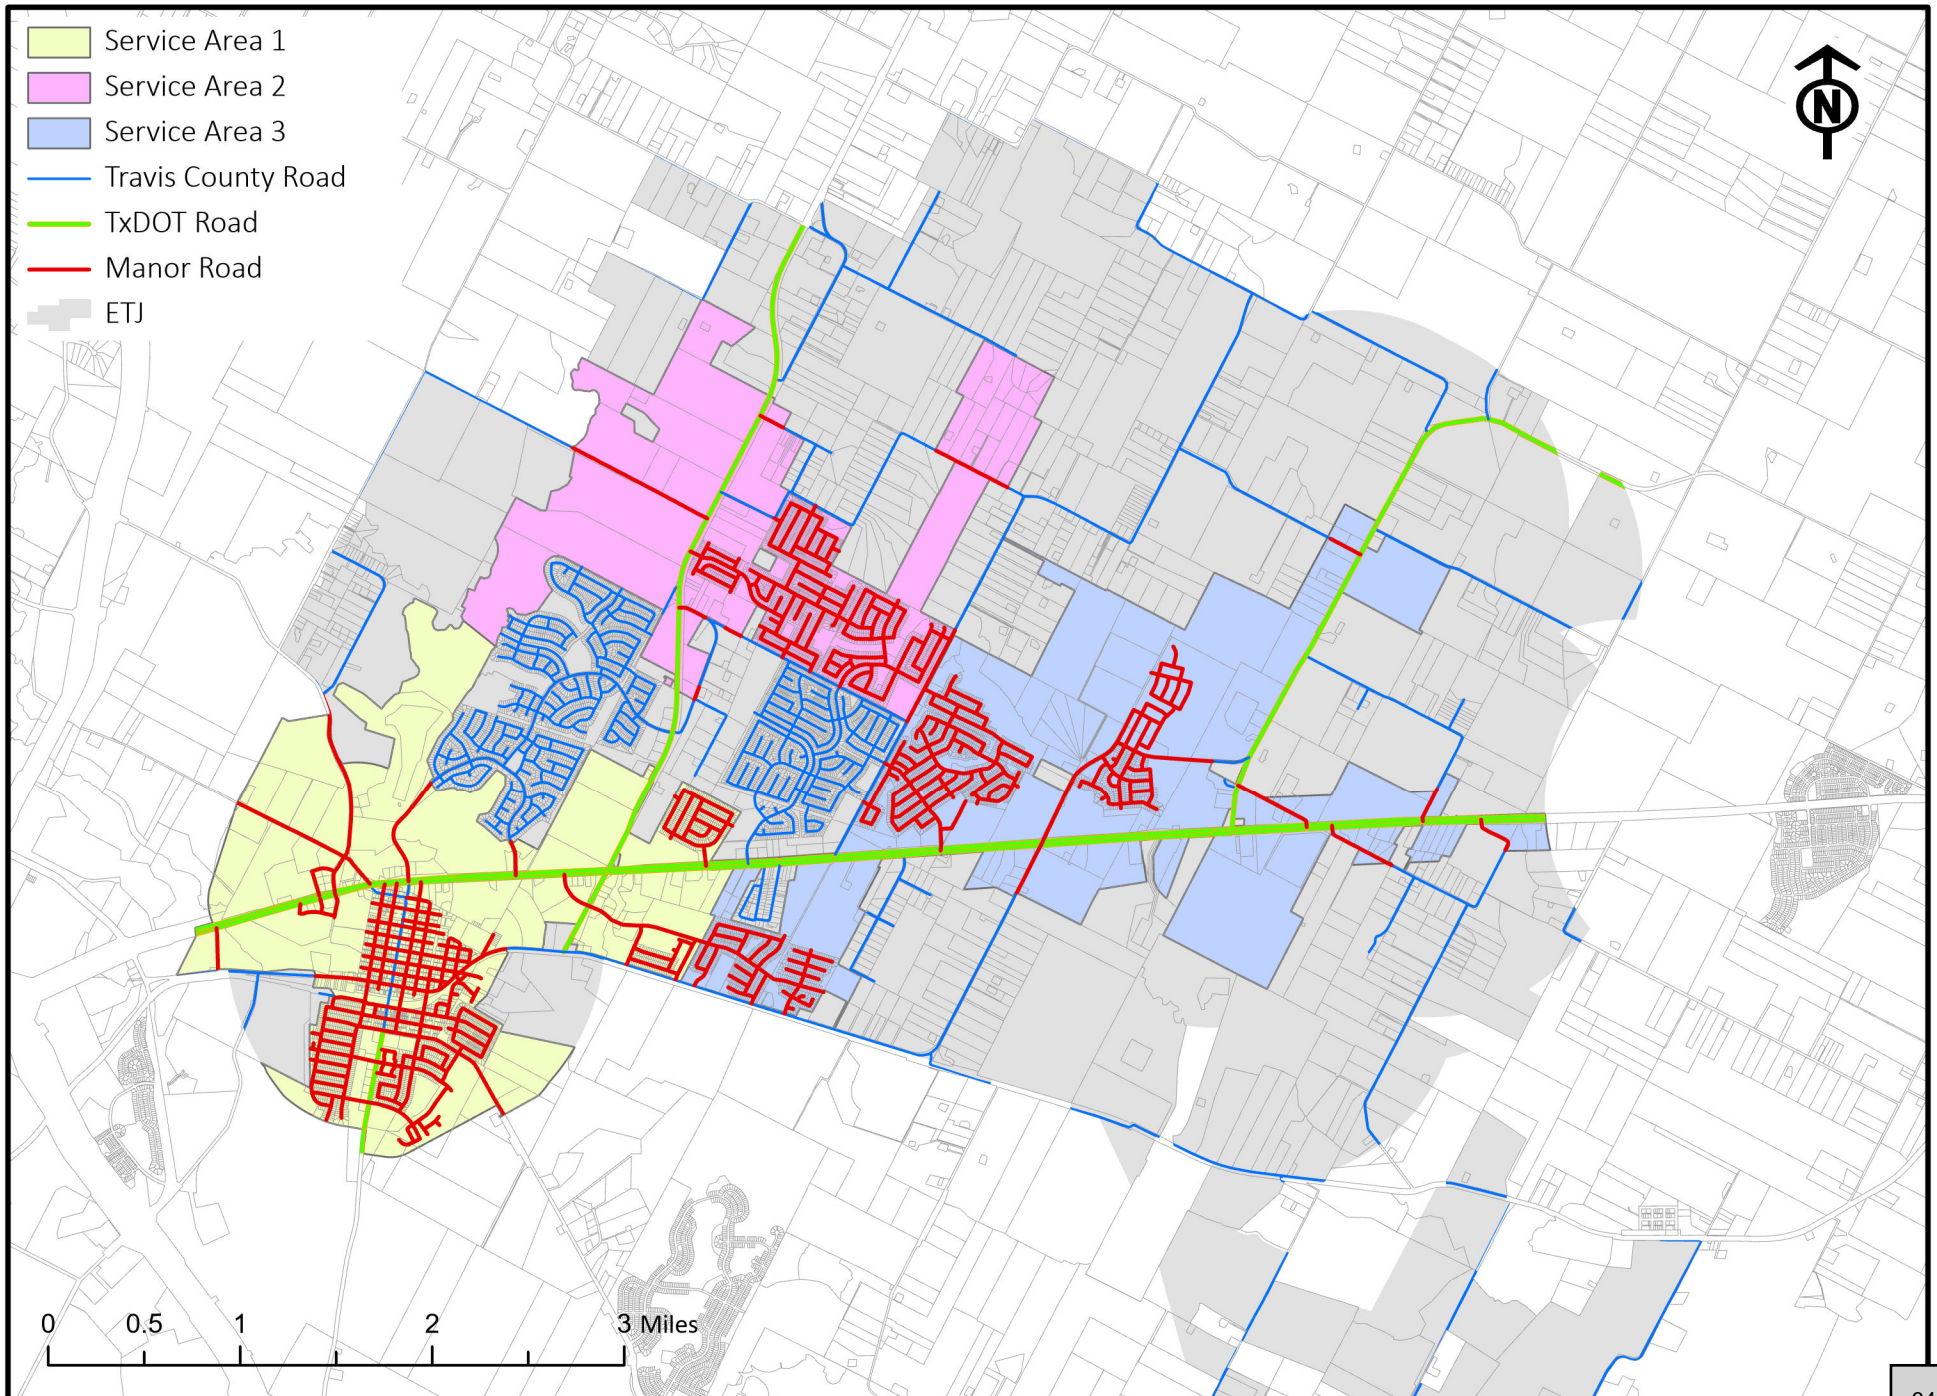 Service Area 1
Service Area 2
Service Area 3
Travis County Road
TxDOT Road
Manor Road
ETJ
N
0 0.5 1 2 3 Miles